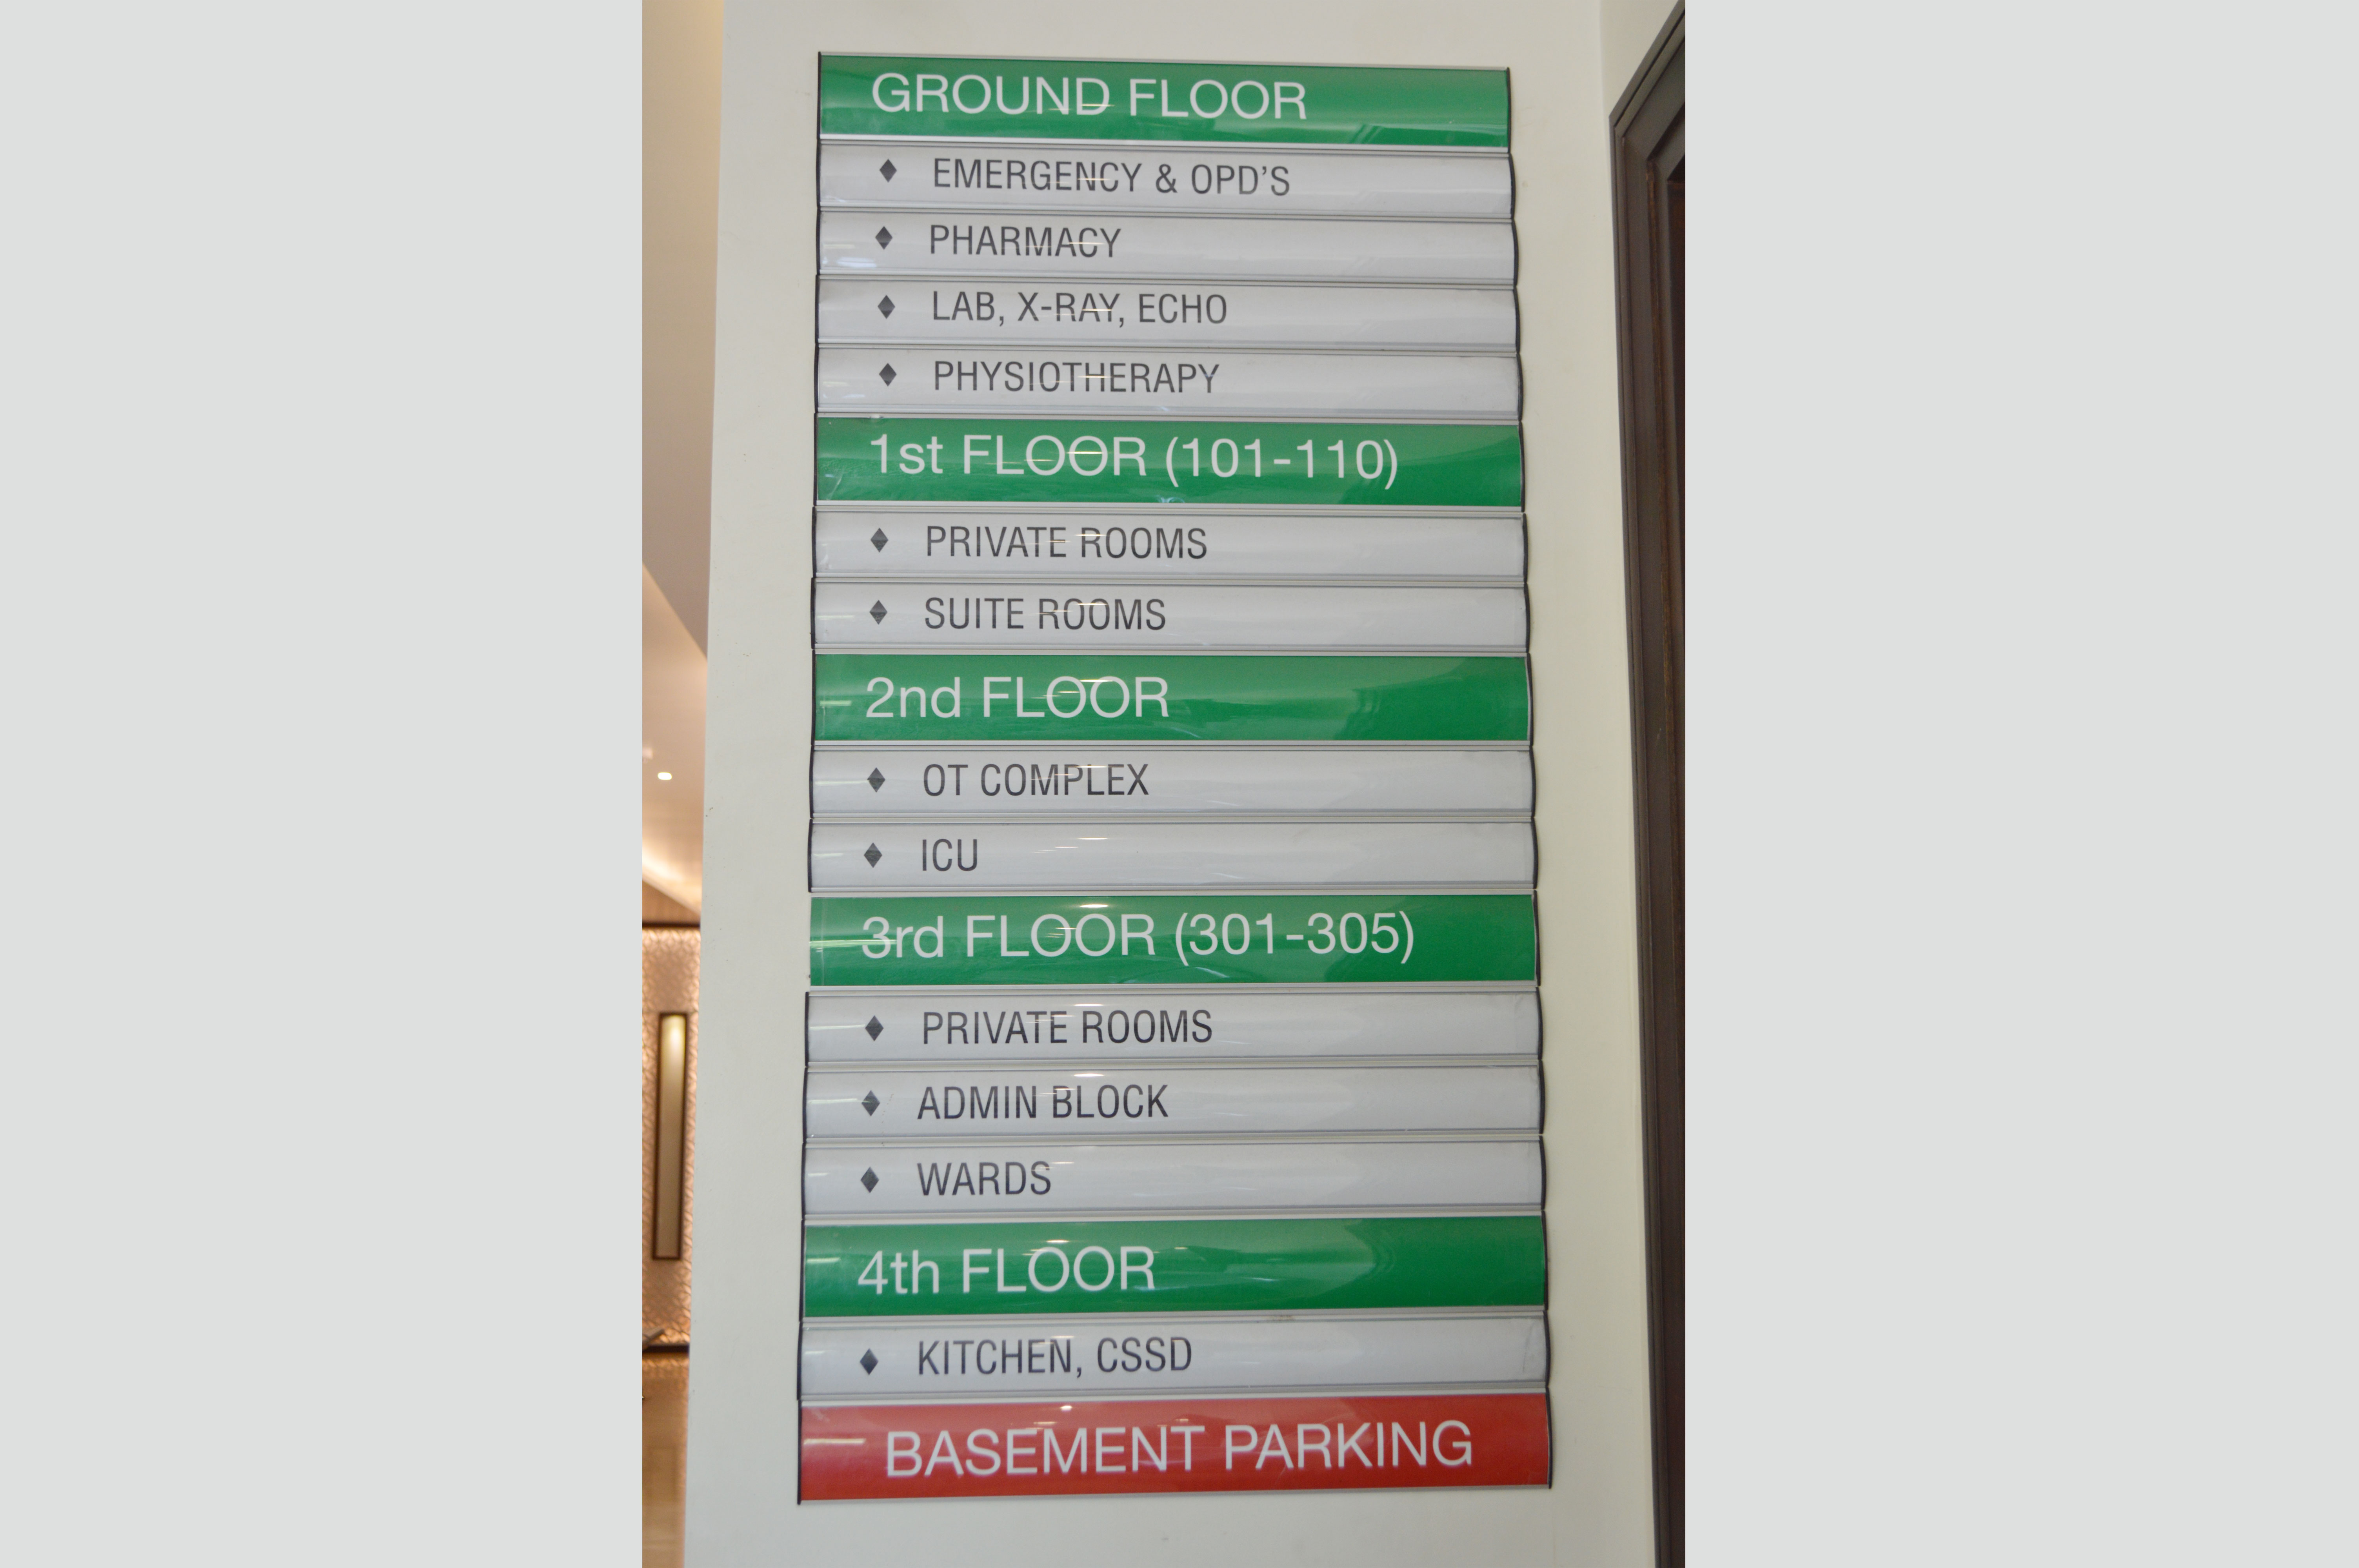 GROUND FLOOR
♦ EMERGENCY & OPD'S
♦ PHARMACY
♦ LAB, X-RAY, ECHO
♦ PHYSIOTHERAPY
1st FLOOR (101-110)
♦ PRIVATE ROOMS
♦ SUITE ROOMS
2nd FLOOR
♦ OT COMPLEX
♦ ICU
3rd FLOOR (301-305)
♦ PRIVATE ROOMS
♦ ADMIN BLOCK
♦ WARDS
4th FLOOR
♦ KITCHEN, CSSD
BASEMENT PARKING